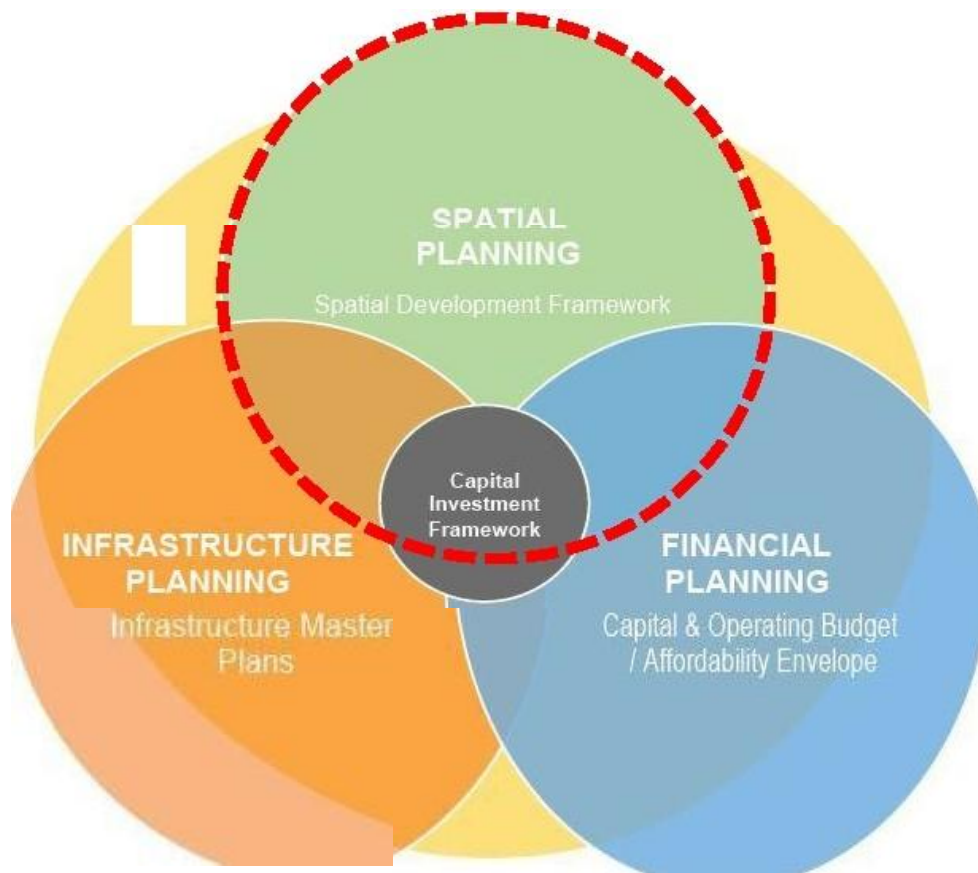 SPATIAL
PLANNING
Spatial Development Framework
Capital
Investment
Framework
INFRASTRUCTURE
PLANNING
Infrastructure Master
Plans
FINANCIAL
PLANNING
Capital & Operating Budget
/ Affordability Envelope